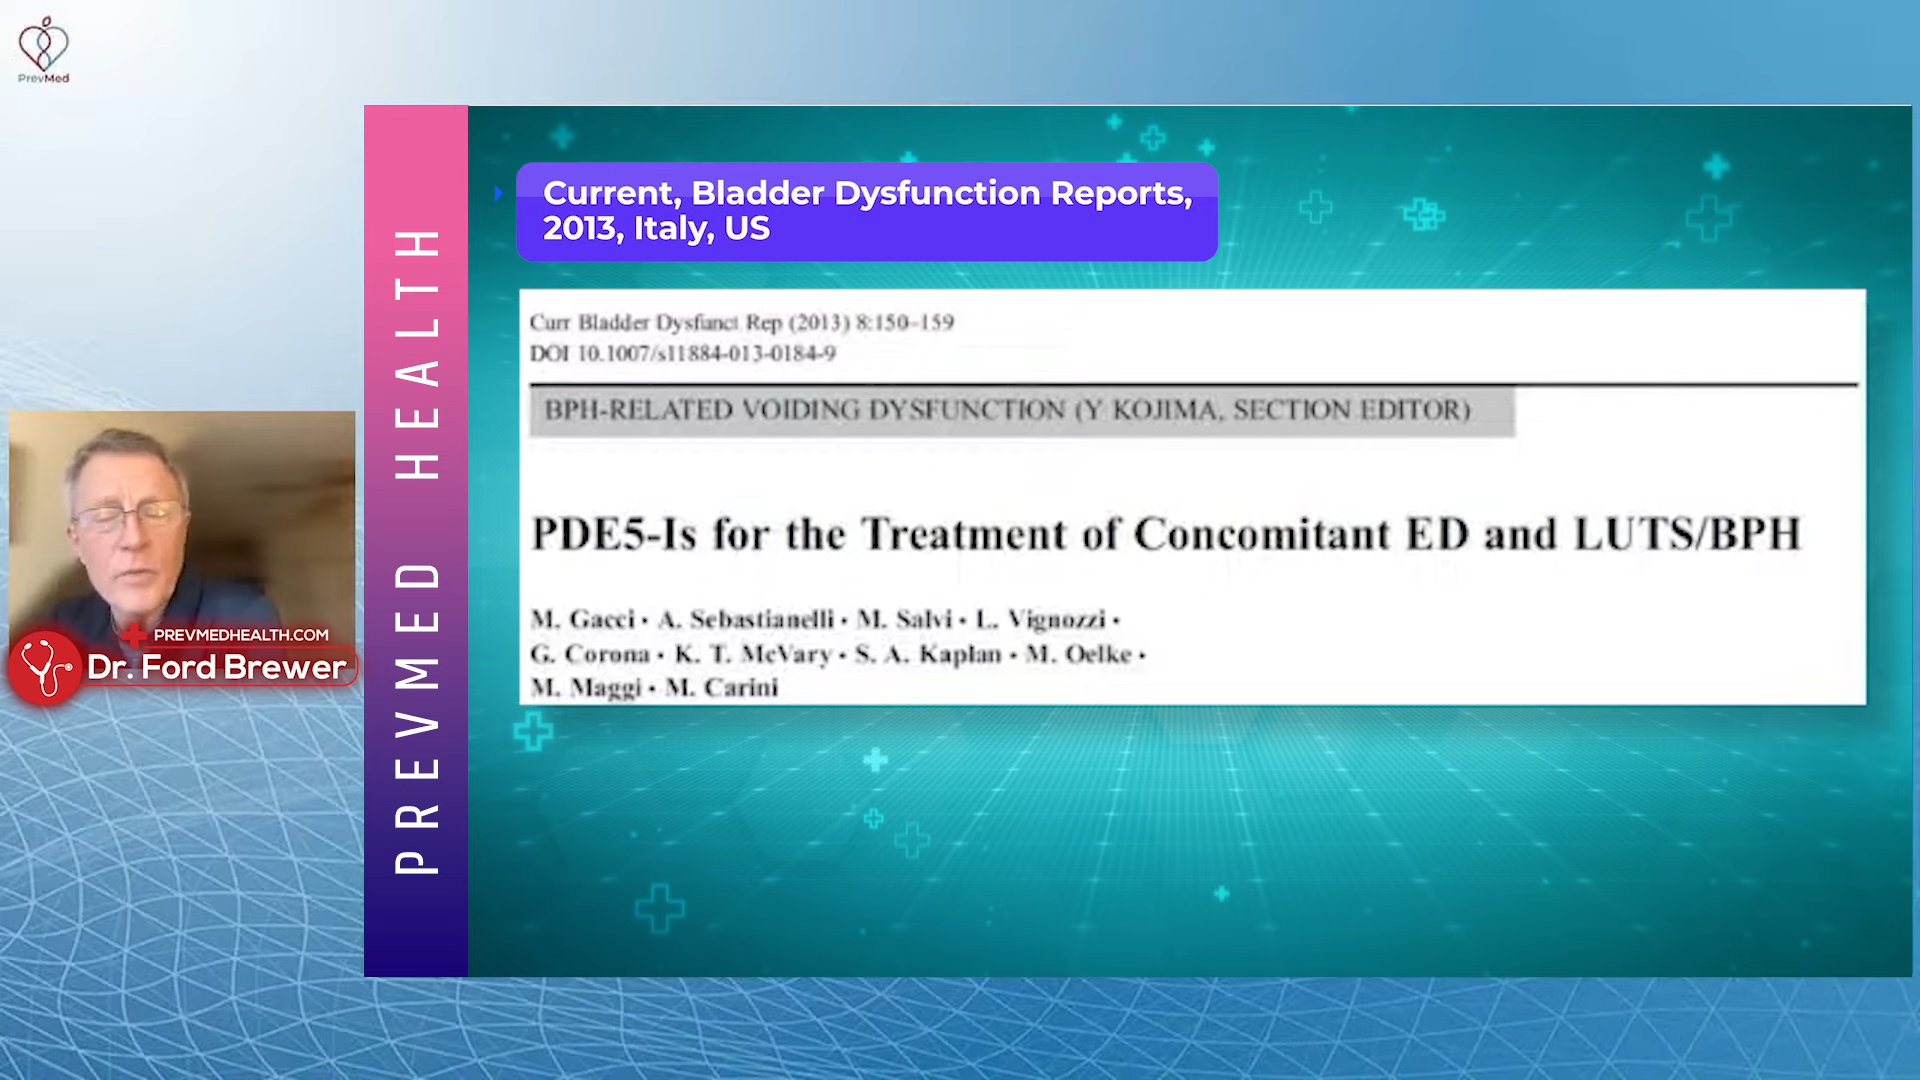 PrevMed
Current, Bladder Dysfunction Reports,
2013, Italy, US
Curr Bladder Dysfunct Rep (2013) 8:150–159
DOI 10.1007/s11884-013-0184-9
BPH-RELATED VOIDING DYSFUNCTION (Y KOJIMA, SECTION EDITOR)
PDE5-Is for the Treatment of Concomitant ED and LUTS/BPH
M. Gacci • A. Sebastianelli • M. Salvi • L. Vignozzi •
G. Corona • K. T. McVary • S. A. Kaplan • M. Oelke •
M. Maggi • M. Carini
PREVMED HEALTH
PREVMEDHEALTH.COM
Dr. Ford Brewer